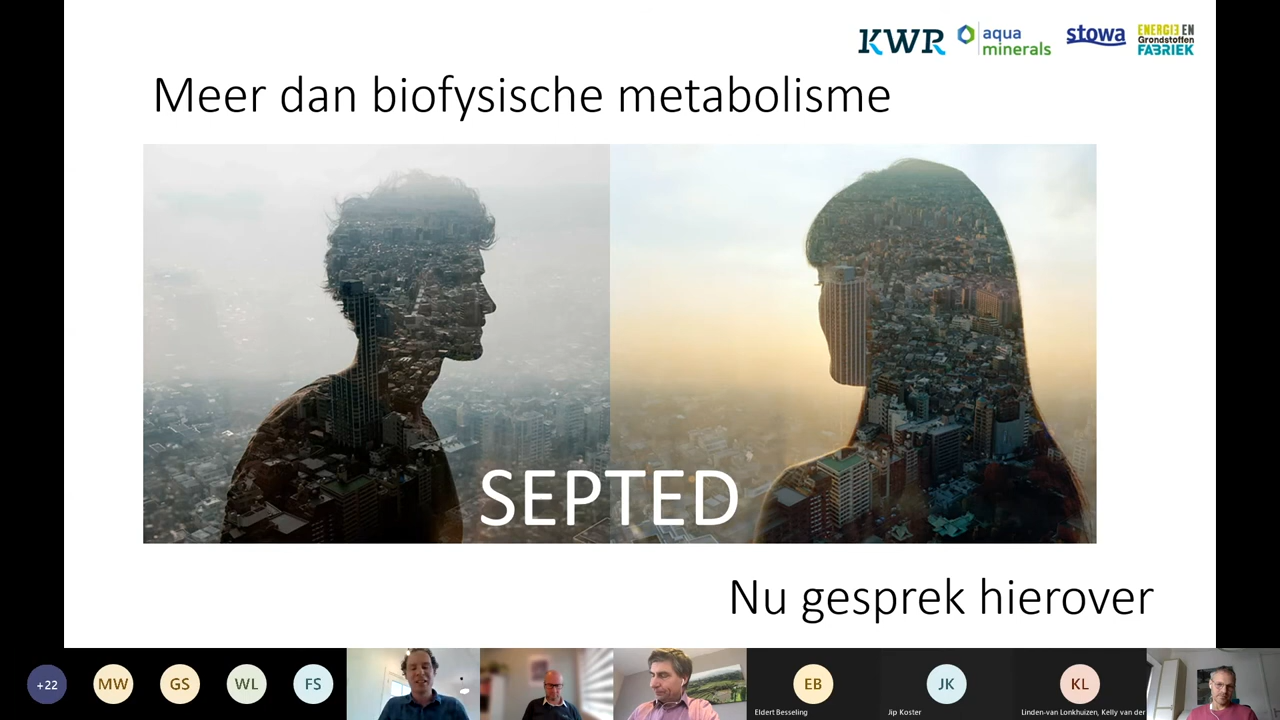 KWR
aqua
minerals
stowa
ENERGIE EN
Grondstoffen
FABRIEK
Meer dan biofysische metabolisme
SEPTED
Nu gesprek hierover
+22
MW
GS
WL
FS
EB
JK
KL
Eldert Besseling
Jip Koster
Linden-van Lonkhuizen, Kelly van der